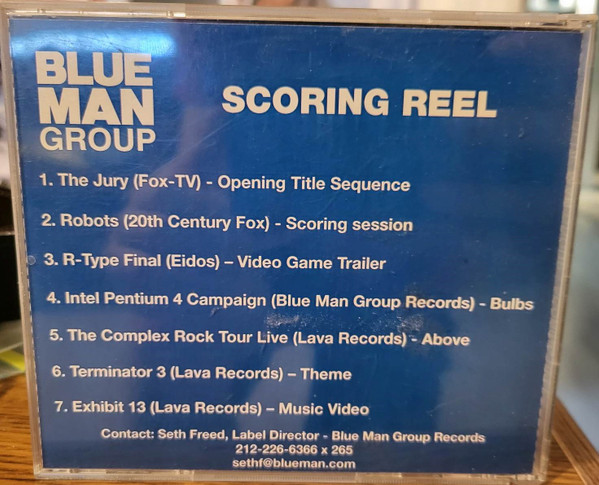 BLUE
MAN
GROUP
SCORING REEL
1. The Jury (Fox-TV) - Opening Title Sequence
2. Robots (20th Century Fox) - Scoring session
3. R-Type Final (Eidos) – Video Game Trailer
4. Intel Pentium 4 Campaign (Blue Man Group Records) - Bulbs
5. The Complex Rock Tour Live (Lava Records) - Above
6. Terminator 3 (Lava Records) – Theme
7. Exhibit 13 (Lava Records) – Music Video
Contact: Seth Freed, Label Director - Blue Man Group Records
212-226-6366 x 265
sethf@blueman.com